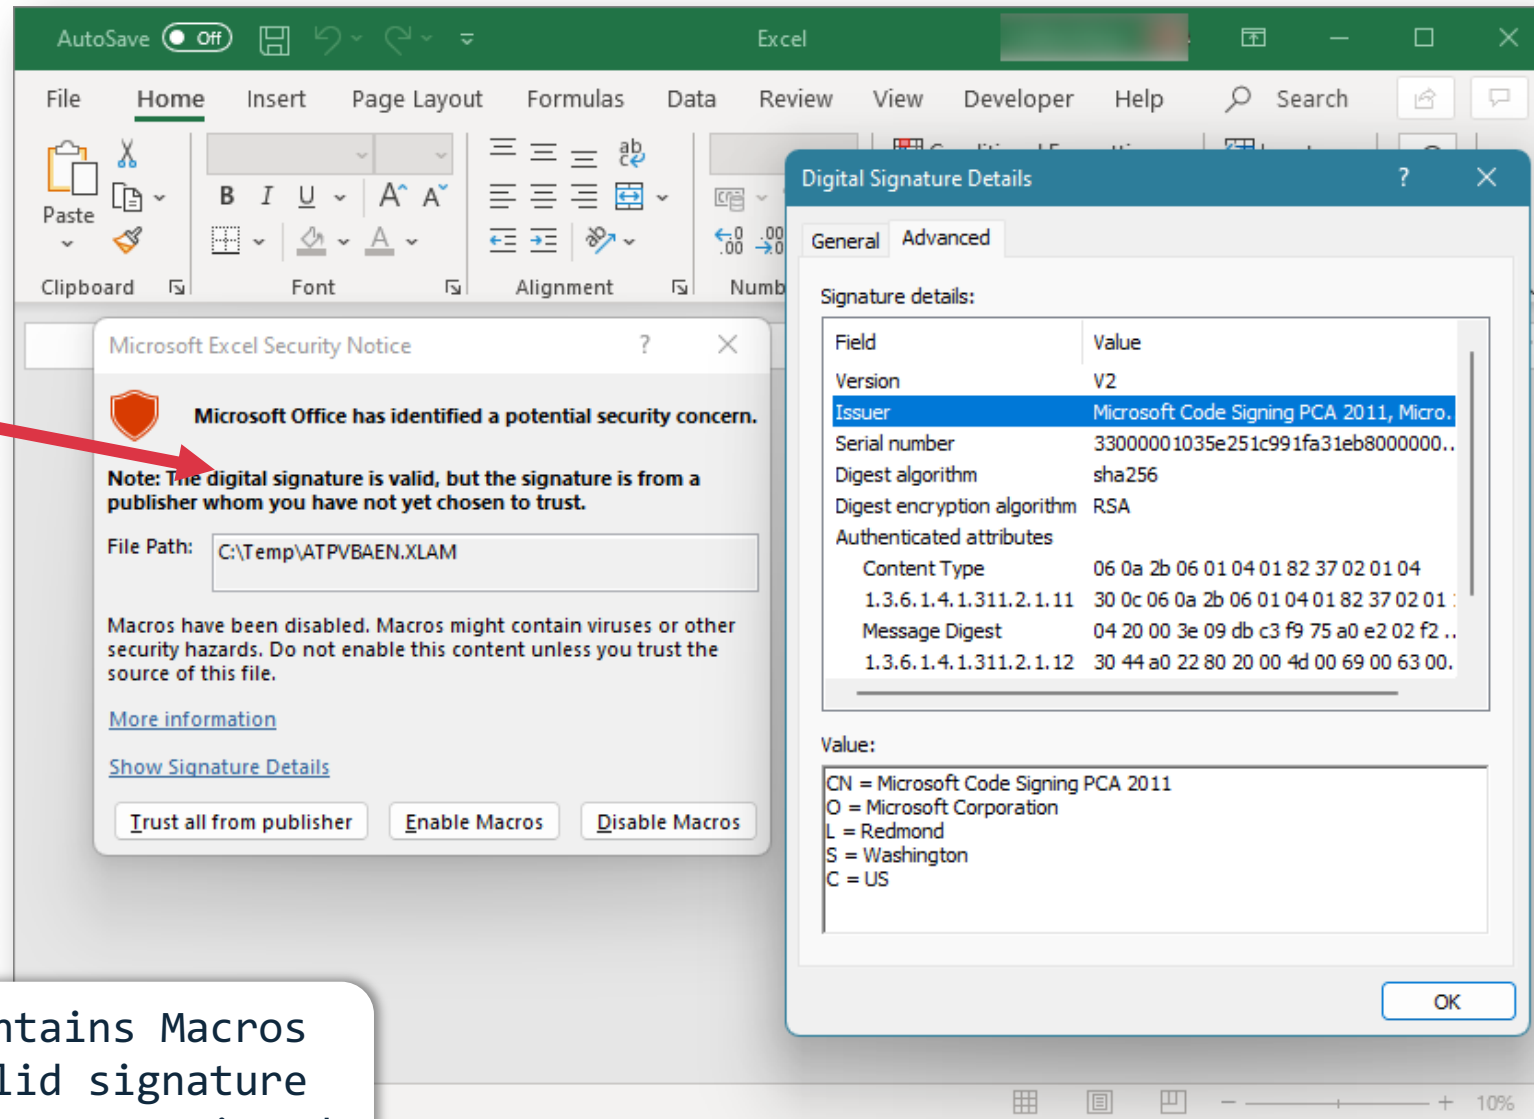 AutoSave Off Excel
File Home Insert Page Layout Formulas Data Review View Developer Help Search
Paste
B I U A A
Clipboard Font Alignment Numb
Microsoft Excel Security Notice ? ×
Microsoft Office has identified a potential security concern.
Note: The digital signature is valid, but the signature is from a
publisher whom you have not yet chosen to trust.
File Path: C:\Temp\ATPVBAEN.XLAM
Macros have been disabled. Macros might contain viruses or other
security hazards. Do not enable this content unless you trust the
source of this file.
More information
Show Signature Details
Trust all from publisher Enable Macros Disable Macros
Digital Signature Details ? ×
General Advanced
Signature details:
Field Value
Version V2
Issuer Microsoft Code Signing PCA 2011, Micro.
Serial number 33000001035e251c991fa31eb8000000..
Digest algorithm sha256
Digest encryption algorithm RSA
Authenticated attributes
Content Type 06 0a 2b 06 01 04 01 82 37 02 01 04
1.3.6.1.4.1.311.2.1.11 30 0c 06 0a 2b 06 01 04 01 82 37 02 01
Message Digest 04 20 00 3e 09 db c3 f9 75 a0 e2 02 f2 ..
1.3.6.1.4.1.311.2.1.12 30 44 a0 22 80 20 00 4d 00 69 00 63 00.
Value:
CN = Microsoft Code Signing PCA 2011
O = Microsoft Corporation
L = Redmond
S = Washington
C = US
OK
ntains Macros
lid signature
10%